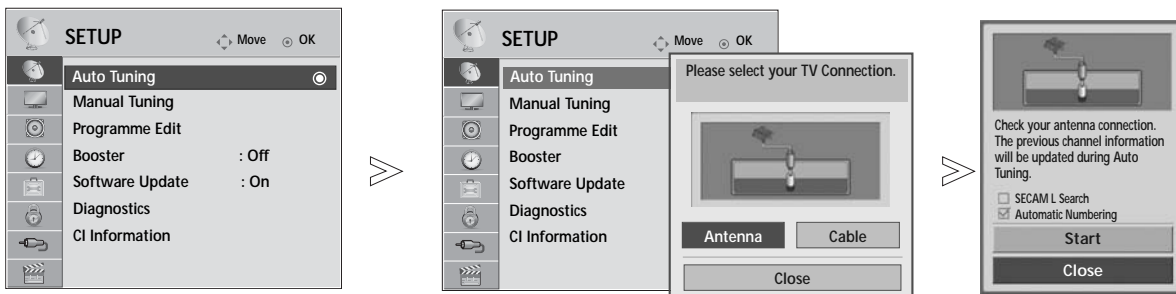 SETUP
Move OK
Auto Tuning
Manual Tuning
Programme Edit
Booster : Off
Software Update : On
Diagnostics
CI Information
SETUP
Move OK
Auto Tuning
Manual Tuning
Programme Edit
Booster
Software Update
Diagnostics
CI Information
Please select your TV Connection.
Antenna Cable
Close
Check your antenna connection.
The previous channel information
will be updated during Auto
Tuning.
SECAM L Search
Automatic Numbering
Start
Close